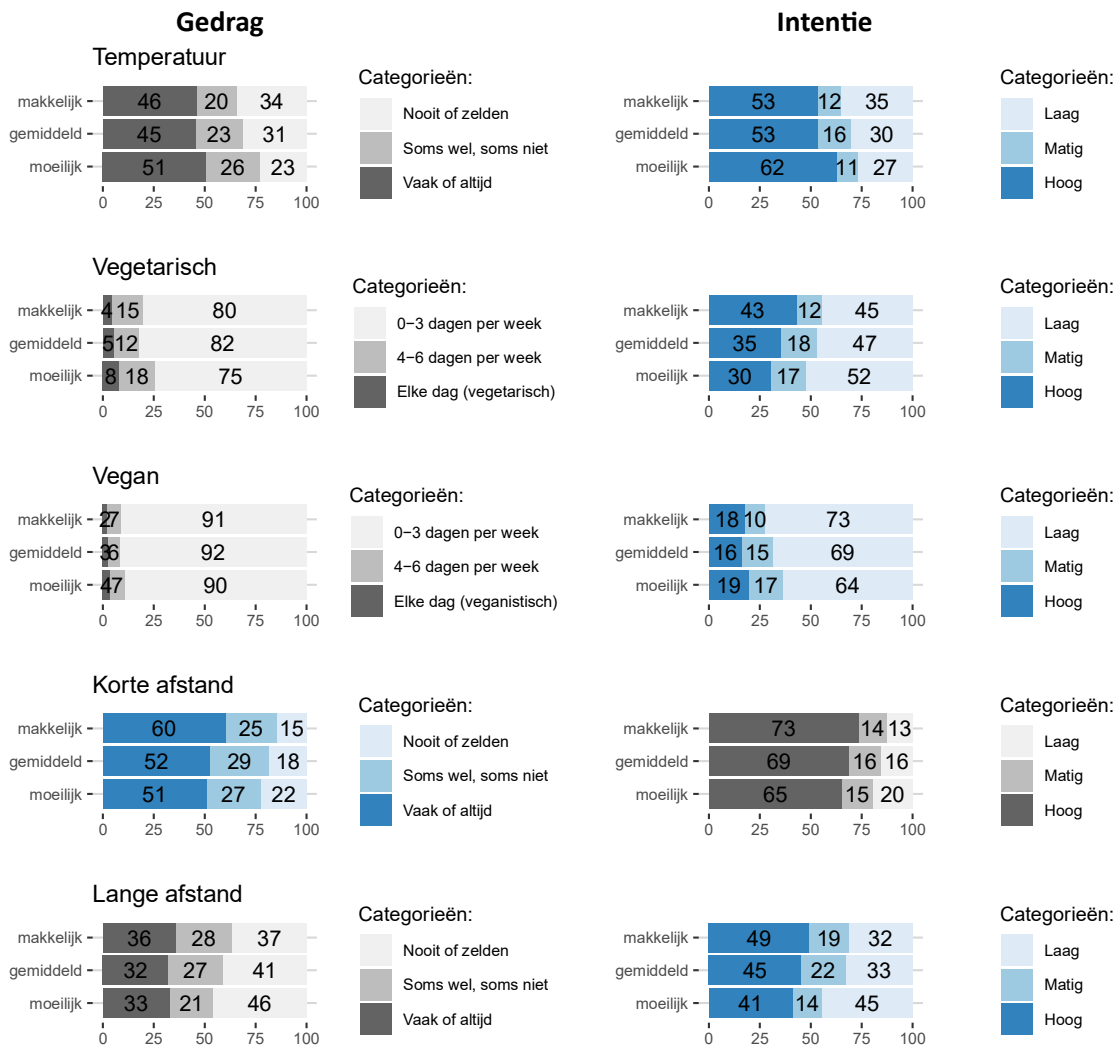 Gedrag
Intentie
Temperatuur
Categorieën:
Categorieën:
makkelijk
46 20 34
Nooit of zelden
53 12 35
Laag
gemiddeld
45 23 31
Soms wel, soms niet
53 16 30
Matig
moeilijk
51 26 23
Vaak of altijd
62 11 27
Hoog
0 25 50 75 100
0 25 50 75 100
Vegetarisch
Categorieën:
Categorieën:
makkelijk
4 15 80
0−3 dagen per week
makkelijk
43 12 45
Laag
gemiddeld
5 12 82
4−6 dagen per week
gemiddeld
35 18 47
Matig
moeilijk
8 18 75
Elke dag (vegetarisch)
moeilijk
30 17 52
Hoog
0 25 50 75 100
0 25 50 75 100
Vegan
Categorieën:
Categorieën:
makkelijk
2 7 91
0−3 dagen per week
makkelijk
18 10 73
Laag
gemiddeld
3 6 92
4−6 dagen per week
gemiddeld
16 15 69
Matig
moeilijk
4 7 90
Elke dag (veganistisch)
moeilijk
19 17 64
Hoog
0 25 50 75 100
0 25 50 75 100
Korte afstand
Categorieën:
Categorieën:
makkelijk
60 25 15
Nooit of zelden
makkelijk
73 14 13
Laag
gemiddeld
52 29 18
Soms wel, soms niet
gemiddeld
69 16 16
Matig
moeilijk
51 27 22
Vaak of altijd
moeilijk
65 15 20
Hoog
0 25 50 75 100
0 25 50 75 100
Lange afstand
Categorieën:
Categorieën:
makkelijk
36 28 37
Nooit of zelden
makkelijk
49 19 32
Laag
gemiddeld
32 27 41
Soms wel, soms niet
gemiddeld
45 22 33
Matig
moeilijk
33 21 46
Vaak of altijd
moeilijk
41 14 45
Hoog
0 25 50 75 100
0 25 50 75 100